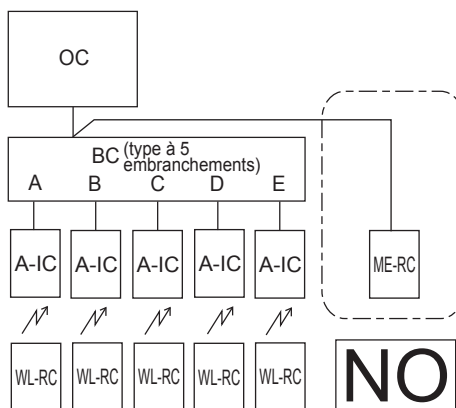 OC
BC (type à 5
embranchements)
A B C D E
A-IC A-IC A-IC A-IC A-IC ME-RC
WL-RC WL-RC WL-RC WL-RC WL-RC
NO